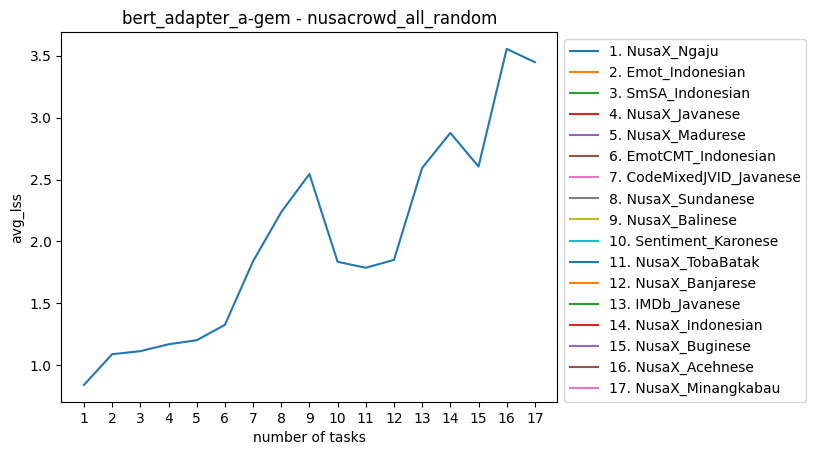 bert_adapter_a-gem - nusacrowd_all_random
3.5
3.0
2.5
2.0
1.5
1.0
avg_lss
1 2 3 4 5 6 7 8 9 10 11 12 13 14 15 16 17
number of tasks
1. NusaX_Ngaju
2. Emot_Indonesian
3. SmSA_Indonesian
4. NusaX_Javanese
5. NusaX_Madurese
6. EmotCMT_Indonesian
7. CodeMixedJVID_Javanese
8. NusaX_Sundanese
9. NusaX_Balinese
10. Sentiment_Karonese
11. NusaX_TobaBatak
12. NusaX_Banjarese
13. IMDb_Javanese
14. NusaX_Indonesian
15. NusaX_Buginese
16. NusaX_Acehnese
17. NusaX_Minangkabau